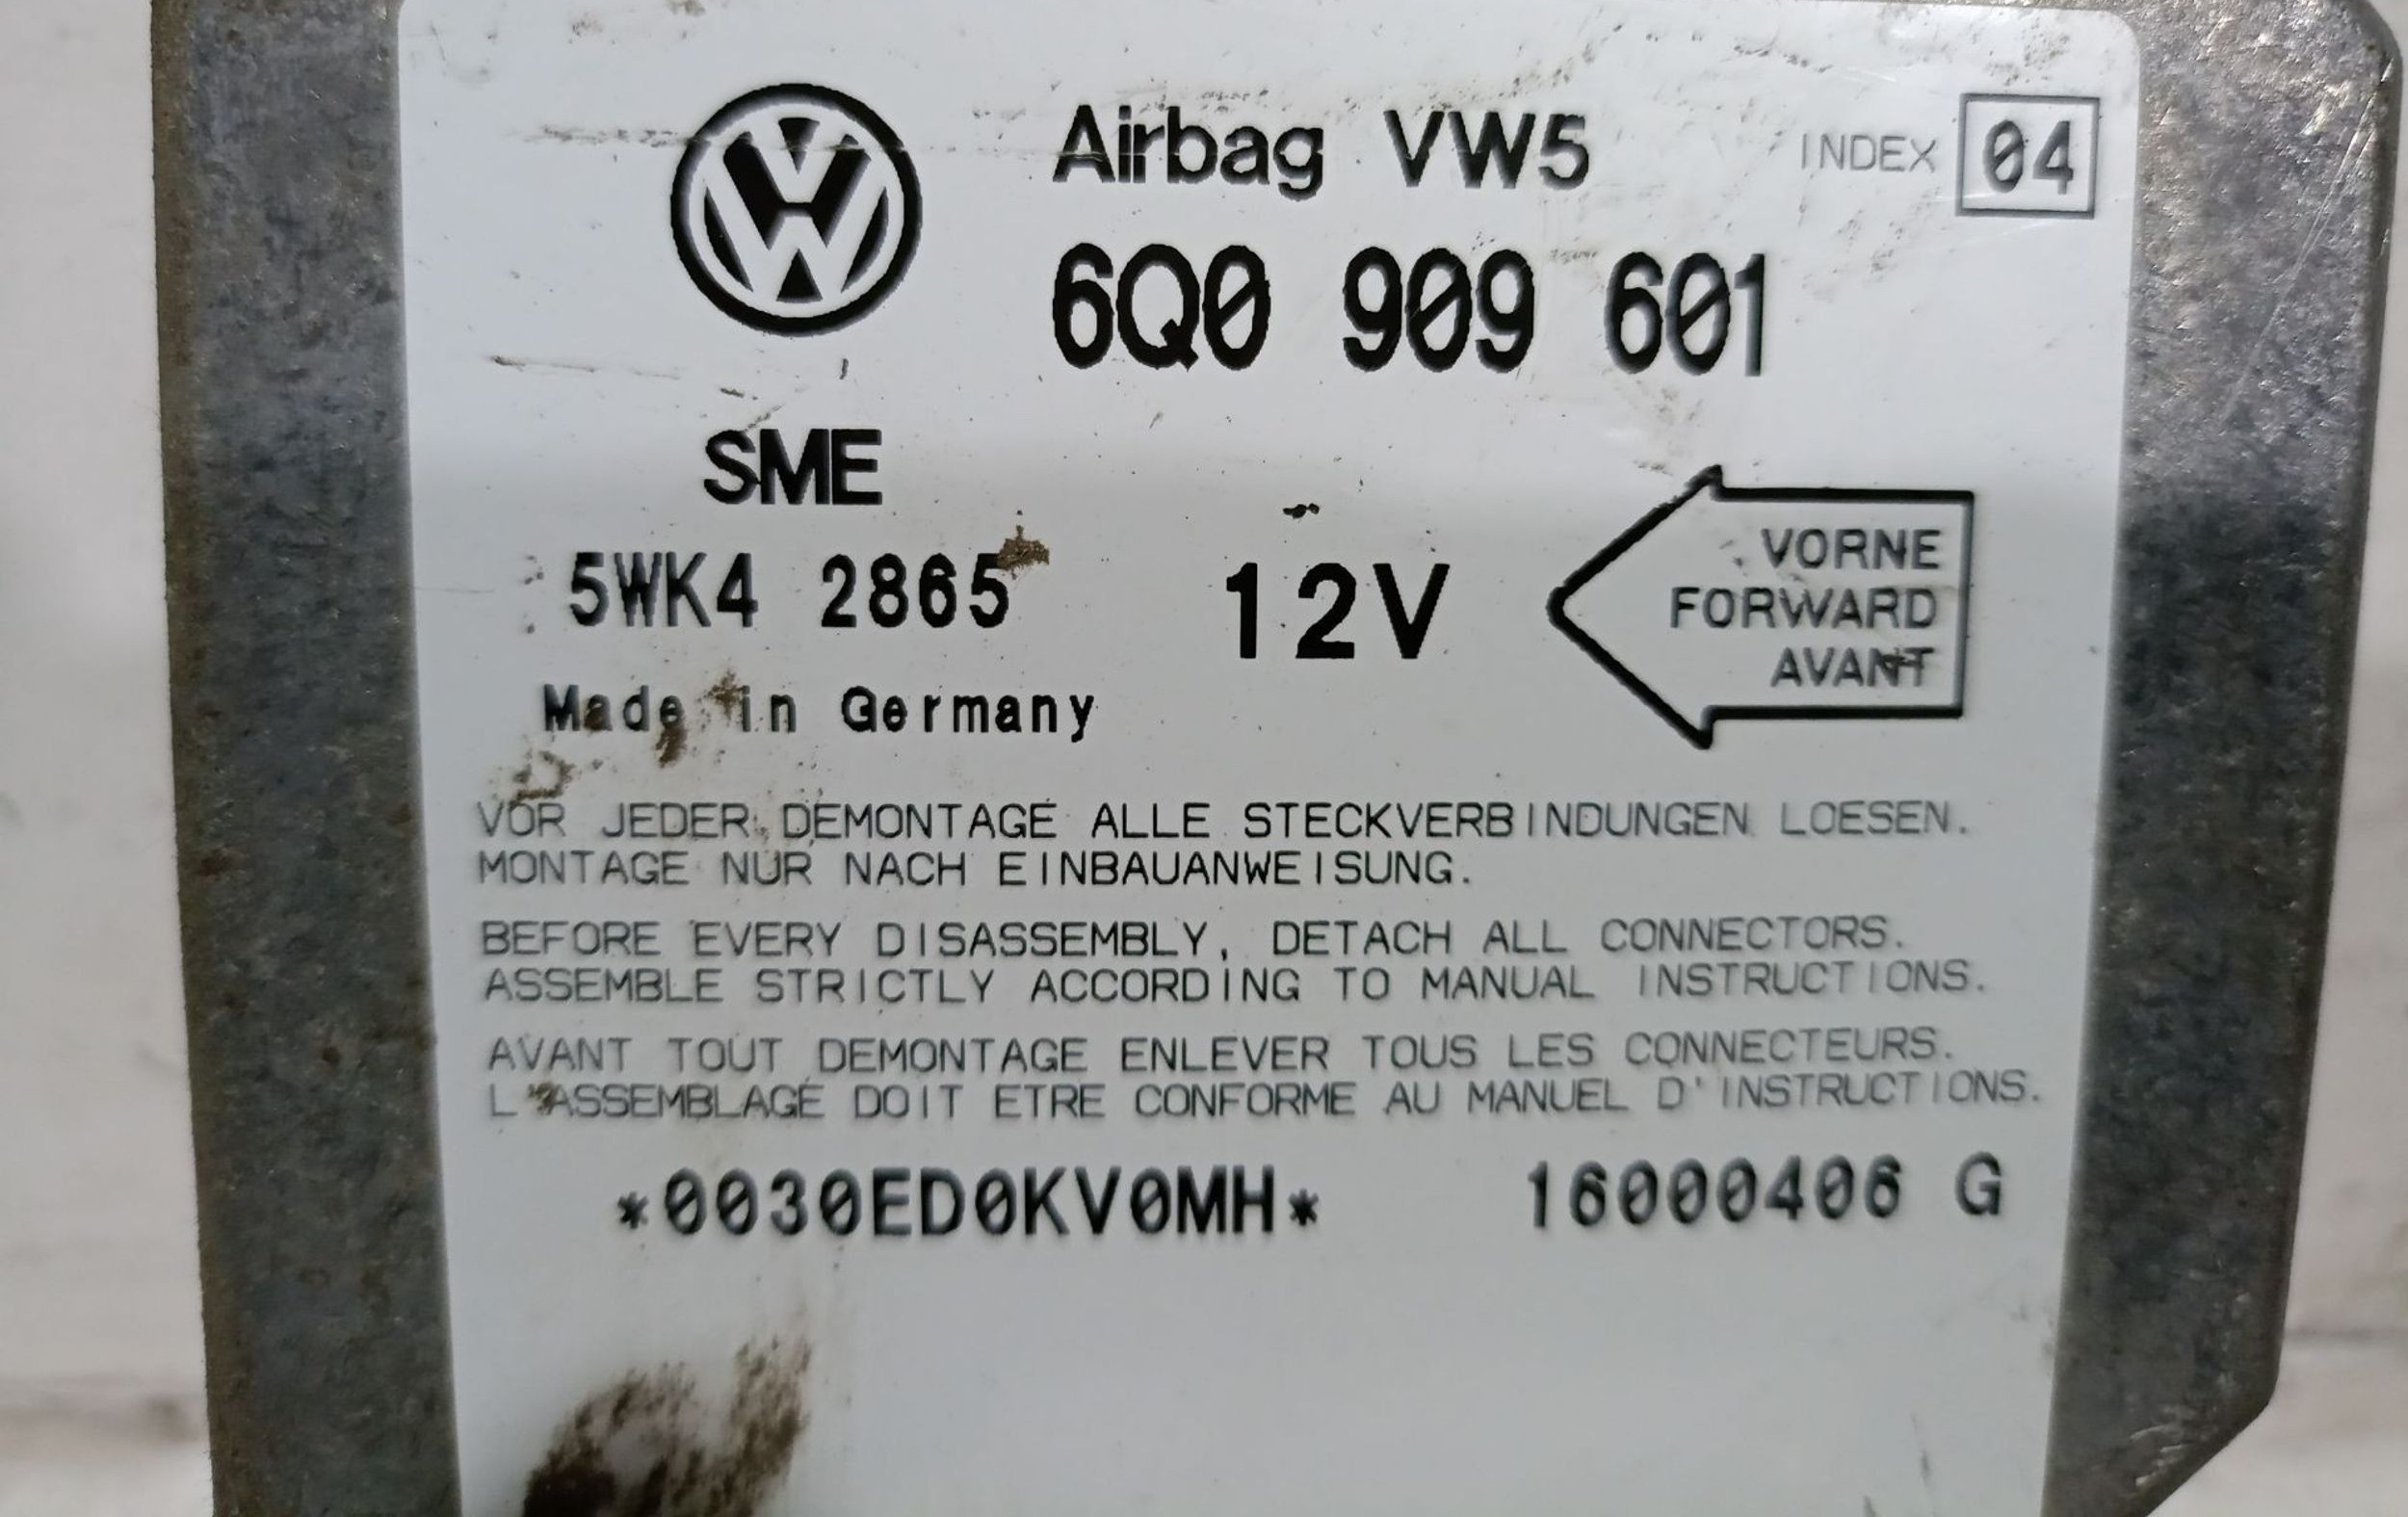 Airbag VW5 INDEX 04
6Q0 909 601
SME
5WK4 2865 12V
VORNE
FORWARD
AVANT
Made in Germany
VOR JEDER DEMONTAGE ALLE STECKVERBINDUNGEN LOESEN.
MONTAGE NUR NACH EINBAUANWEISUNG.
BEFORE EVERY DISASSEMBLY, DETACH ALL CONNECTORS.
ASSEMBLE STRICTLY ACCORDING TO MANUAL INSTRUCTIONS.
AVANT TOUT DEMONTAGE ENLEVER TOUS LES CONNECTEURS.
L'ASSEMBLAGE DOIT ETRE CONFORME AU MANUEL D'INSTRUCTIONS.
*0030ED0KV0MH* 16000406 G